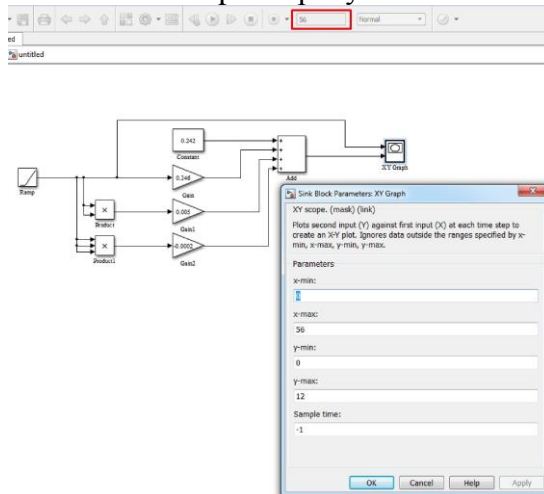 56
Normal
ed
untitled
0.242
Constant
Ramp
0.246
Gain
Add
XY Graph
×
Product
0.005
Gain1
×
Product1
-0.0002
Gain2
Sink Block Parameters: XY Graph
XY scope. (mask) (link)
Plots second input (Y) against first input (X) at each time step to
create an X-Y plot. Ignores data outside the ranges specified by x-
min, x-max, y-min, y-max.
Parameters
x-min:
0
x-max:
56
y-min:
0
y-max:
12
Sample time:
-1
OK
Cancel
Help
Apply